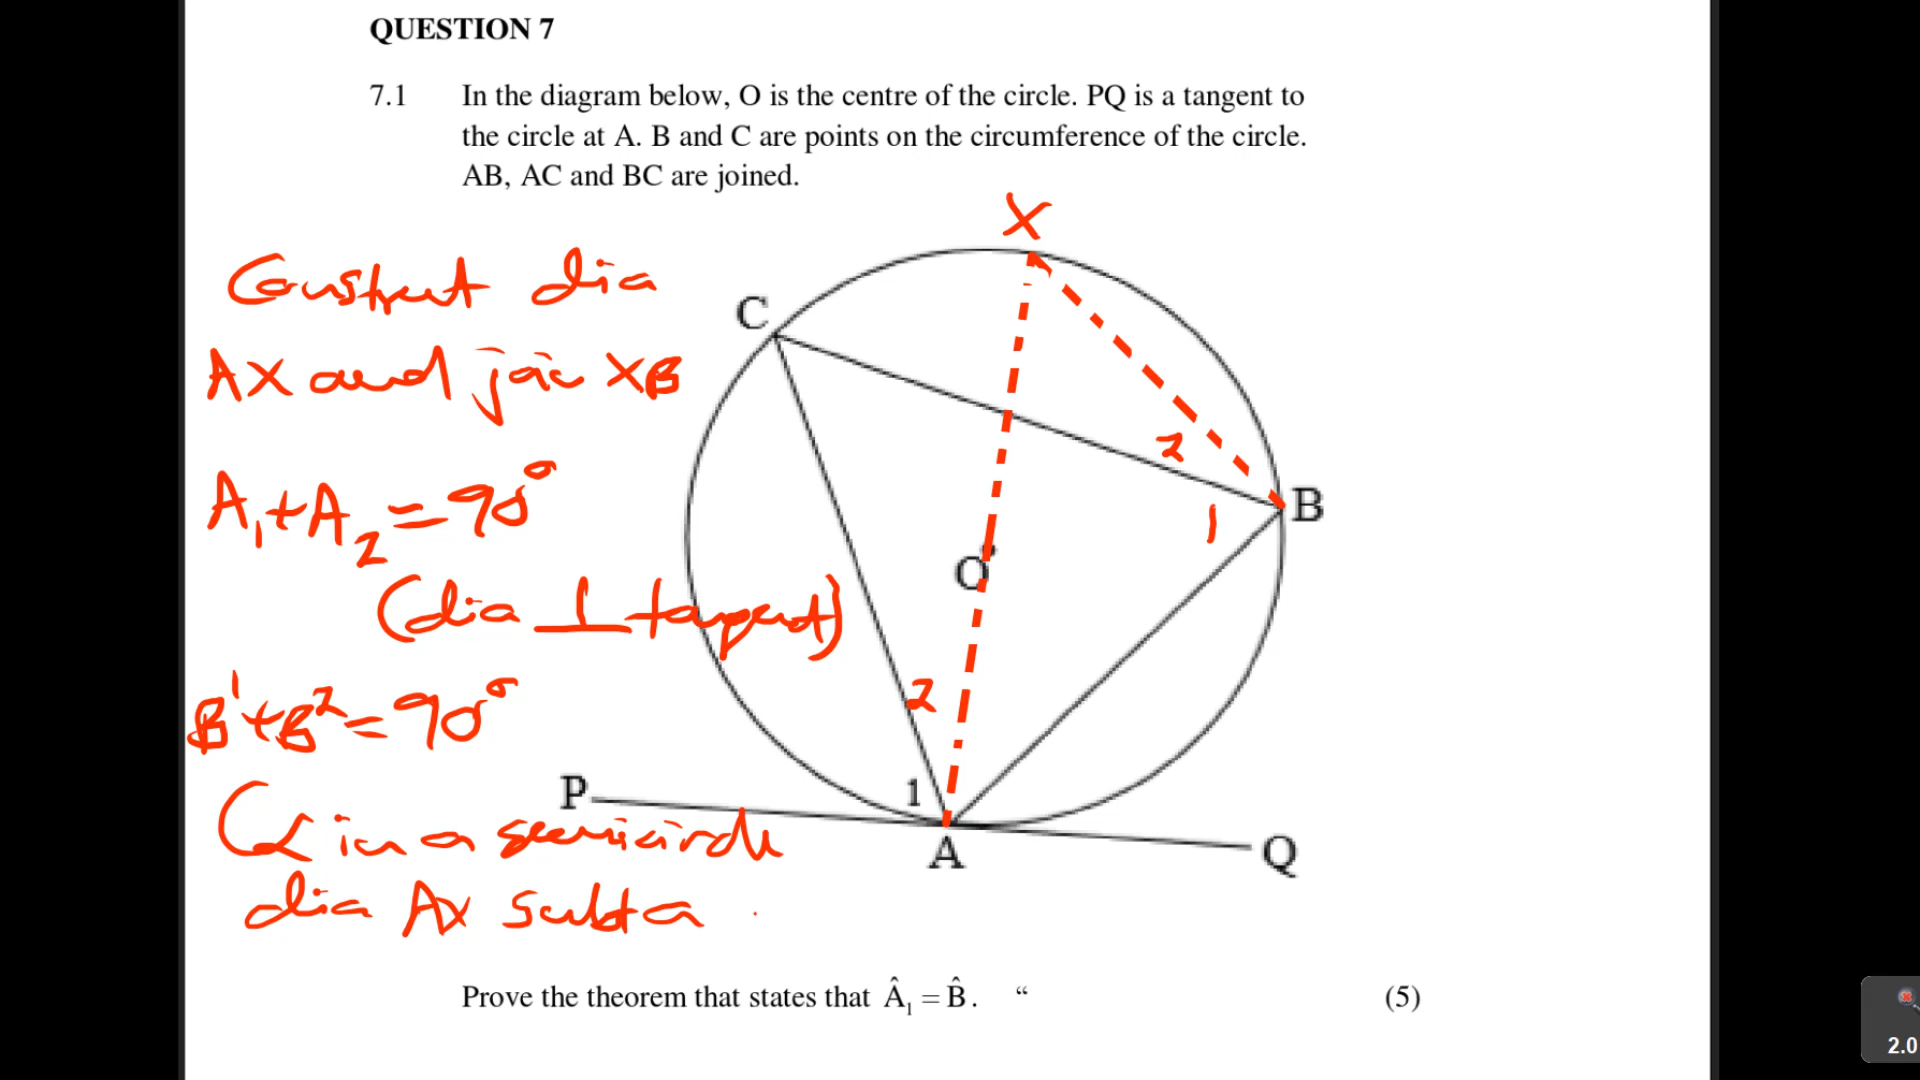 QUESTION 7
7.1 In the diagram below, O is the centre of the circle. PQ is a tangent to
the circle at A. B and C are points on the circumference of the circle.
AB, AC and BC are joined.
X
Construct dia
C
AX and join XB
2
A₁+A₂=90°
B
1
O
(dia ⊥ tangent)
2
B¹+B²=90°
P
1
(∠ in a semicircle
A
Q
dia AX subt a
Prove the theorem that states that Â₁ = B̂. “ (5)
2.0